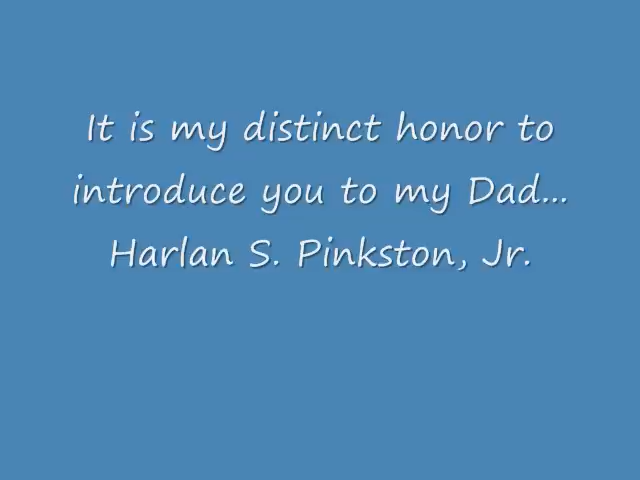 It is my distinct honor to
introduce you to my Dad...
Harlan S. Pinkston, Jr.